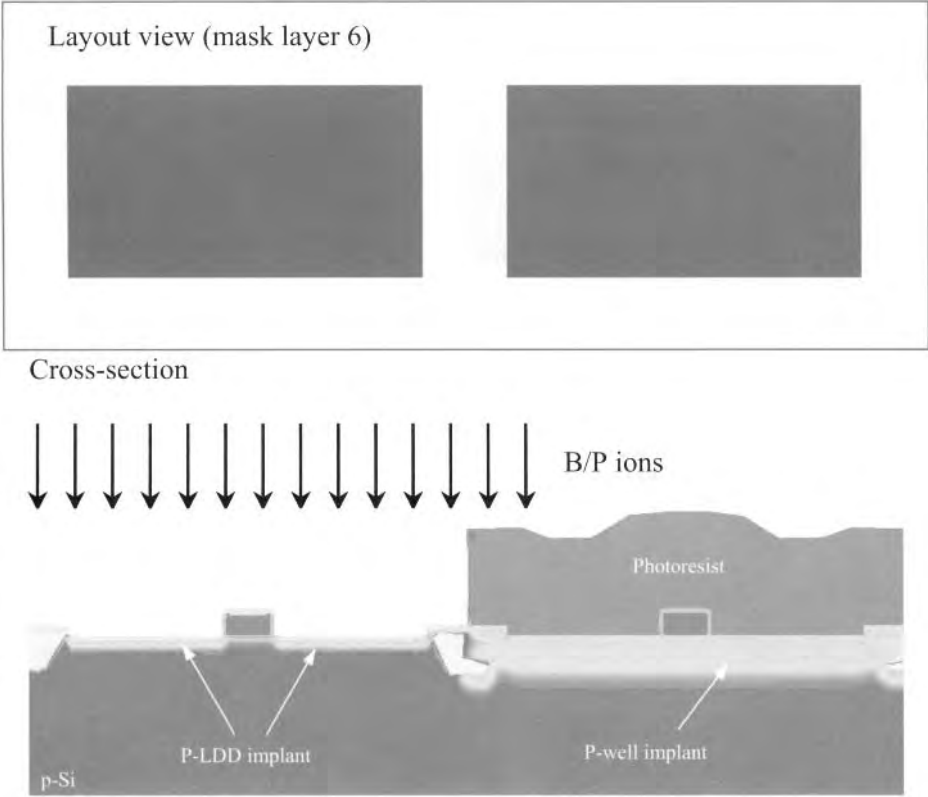 Layout view (mask layer 6)
Cross-section
B/P ions
Photoresist
P-LDD implant
P-well implant
p-Si